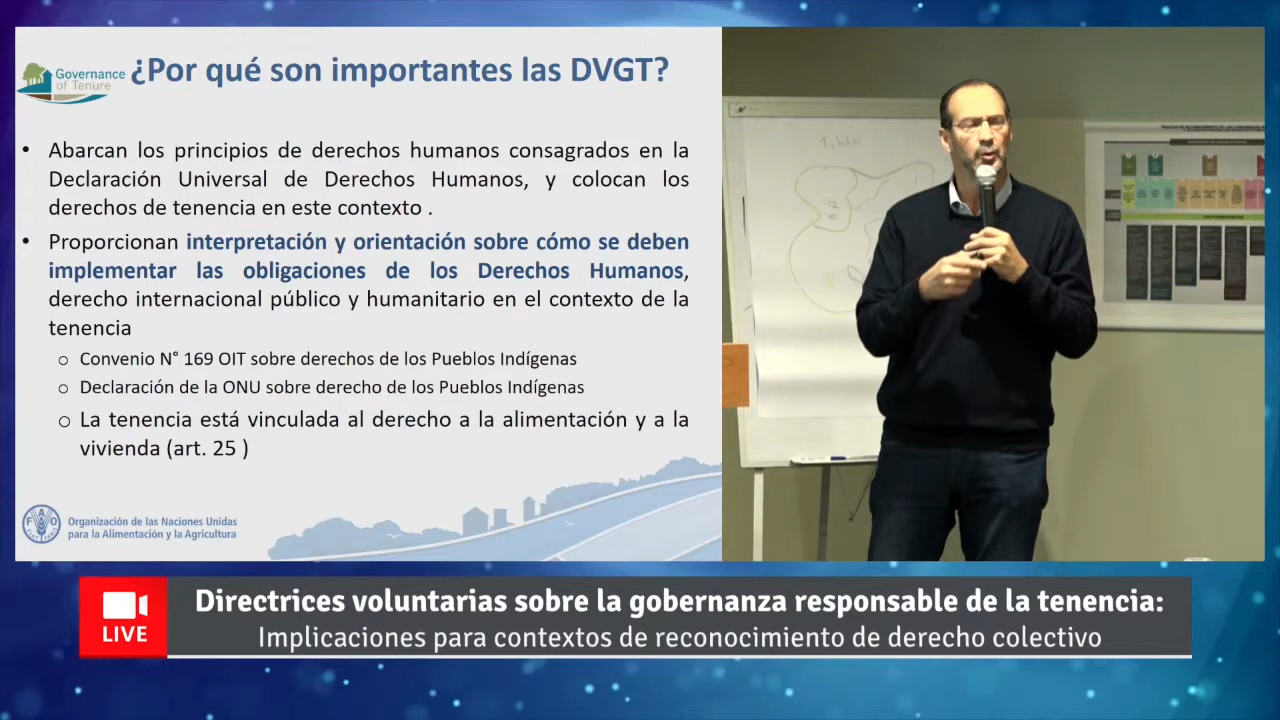 Governance
of Tenure
¿Por qué son importantes las DVGT?
• Abarcan los principios de derechos humanos consagrados en la
Declaración Universal de Derechos Humanos, y colocan los
derechos de tenencia en este contexto .
• Proporcionan interpretación y orientación sobre cómo se deben
implementar las obligaciones de los Derechos Humanos,
derecho internacional público y humanitario en el contexto de la
tenencia
o Convenio N° 169 OIT sobre derechos de los Pueblos Indígenas
o Declaración de la ONU sobre derecho de los Pueblos Indígenas
o La tenencia está vinculada al derecho a la alimentación y a la
vivienda (art. 25 )
FAO
Organización de las Naciones Unidas
para la Alimentación y la Agricultura
LIVE
Directrices voluntarias sobre la gobernanza responsable de la tenencia:
Implicaciones para contextos de reconocimiento de derecho colectivo